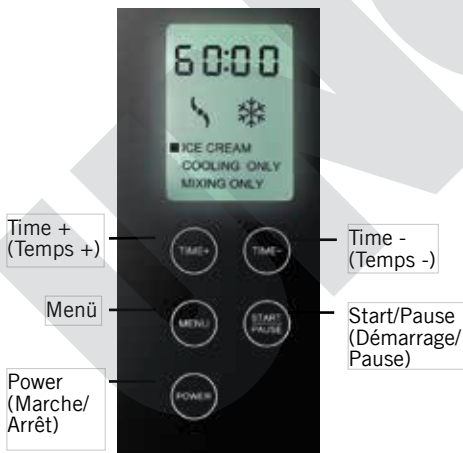 60:00
ICE CREAM
COOLING ONLY
MIXING ONLY
Time +
(Temps +)
TIME+
TIME-
Time -
(Temps -)
Menü
MENU
START
PAUSE
Start/Pause
(Démarrage/
Pause)
Power
(Marche/
Arrêt)
POWER